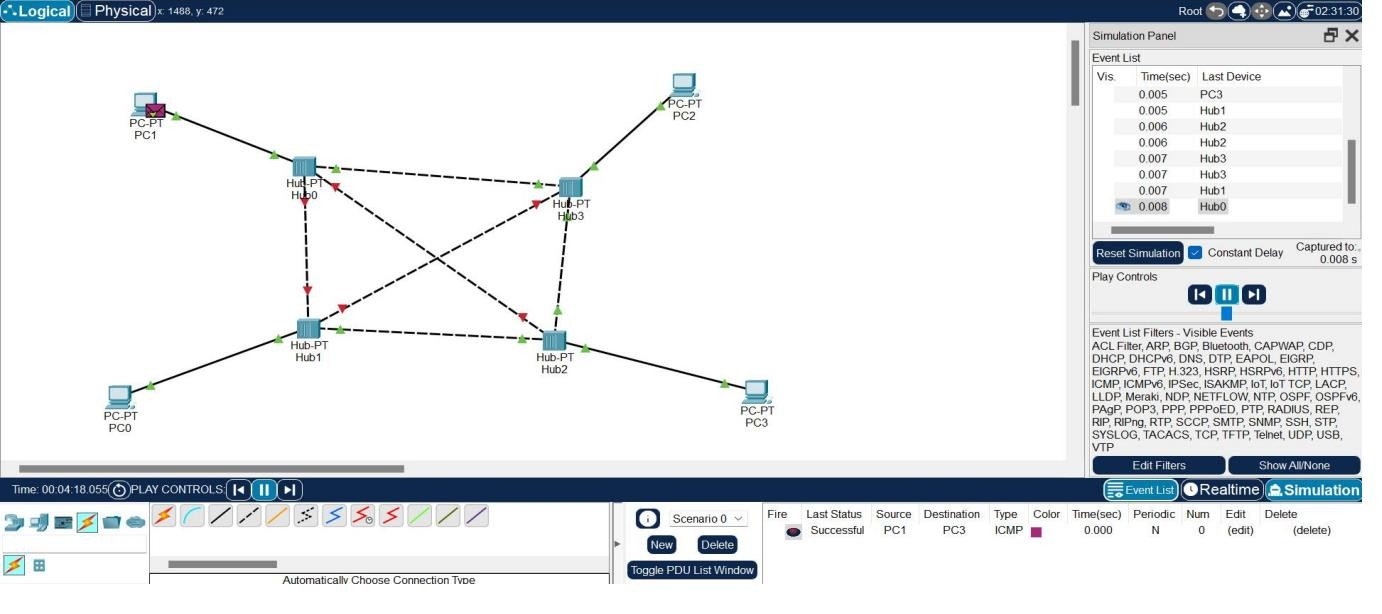 Logical Physical x: 1488, y: 472 Root 02:31:30
PC-PT
PC1
PC-PT
PC2
Hub-PT
Hub0
Hub-PT
Hub3
Hub-PT
Hub1
Hub-PT
Hub2
PC-PT
PC0
PC-PT
PC3
Simulation Panel
Event List
Vis. Time(sec) Last Device
0.005 PC3
0.005 Hub1
0.006 Hub2
0.006 Hub2
0.007 Hub3
0.007 Hub3
0.007 Hub1
0.008 Hub0
Reset Simulation Constant Delay Captured to:
0.008 s
Play Controls
Event List Filters - Visible Events
ACL Filter, ARP, BGP, Bluetooth, CAPWAP, CDP,
DHCP, DHCPv6, DNS, DTP, EAPOL, EIGRP,
EIGRPv6, FTP, H.323, HSRP, HSRPv6, HTTP, HTTPS,
ICMP, ICMPv6, IPSec, ISAKMP, IoT, IoT TCP, LACP,
LLDP, Meraki, NDP, NETFLOW, NTP, OSPF, OSPFv6,
PAgP, POP3, PPP, PPPoED, PTP, RADIUS, REP,
RIP, RIPng, RTP, SCCP, SMTP, SNMP, SSH, STP,
SYSLOG, TACACS, TCP, TFTP, Telnet, UDP, USB,
VTP
Edit Filters Show All/None
Time: 00:04:18.055 PLAY CONTROLS: Event List Realtime Simulation
Scenario 0
New Delete
Toggle PDU List Window
Fire Last Status Source Destination Type Color Time(sec) Periodic Num Edit Delete
Successful PC1 PC3 ICMP 0.000 N 0 (edit) (delete)
Automatically Choose Connection Type